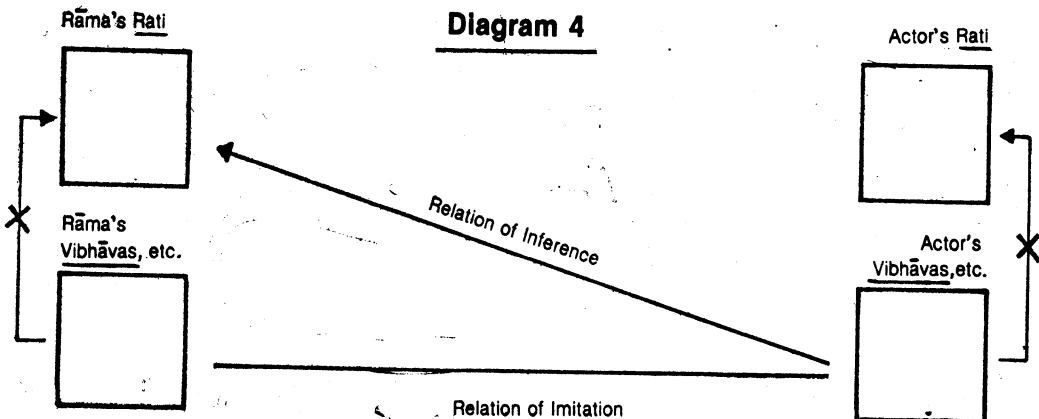 Diagram 4
Rāma's Rati
Actor's Rati
Relation of Inference
Rāma's
Vibhāvas, etc.
Actor's
Vibhāvas,etc.
Relation of Imitation